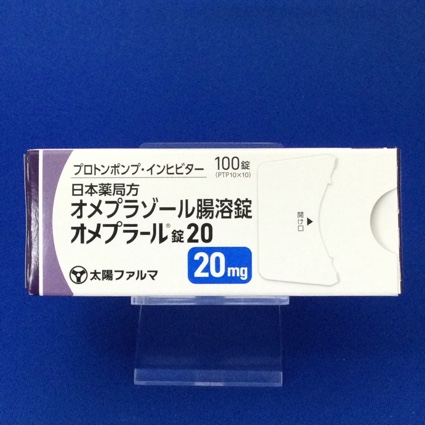 プロトンポンプ・インヒビター 100錠
(PTP10×10)
日本薬局方
オメプラゾール腸溶錠
オメプラール®錠20
20mg
太陽ファルマ
開け口